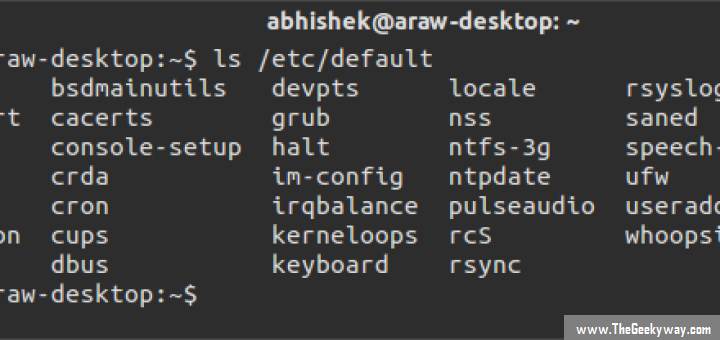 abhishek@araw-desktop: ~
raw-desktop:~$ ls /etc/default
bsdmainutils devpts locale rsyslog
rt cacerts grub nss saned
console-setup halt ntfs-3g speech-
crda im-config ntpdate ufw
cron irqbalance pulseaudio useradd
on cups kerneloops rcS whoopsi
dbus keyboard rsync
raw-desktop:~$
www.TheGeekyway.com